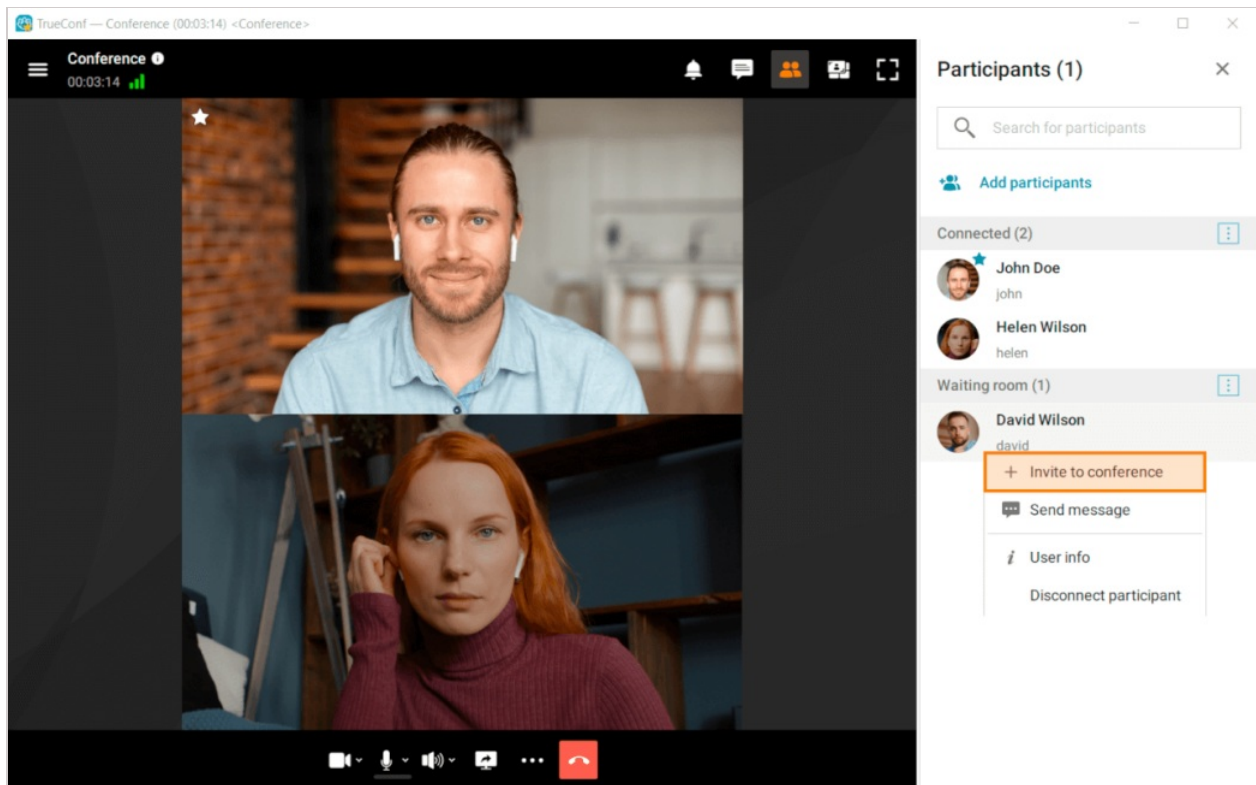 TrueConf — Conference (00:03:14) <Conference>
Conference
00:03:14
Participants (1)
Search for participants
Add participants
Connected (2)
John Doe
john
Helen Wilson
helen
Waiting room (1)
David Wilson
david
Invite to conference
Send message
User info
Disconnect participant